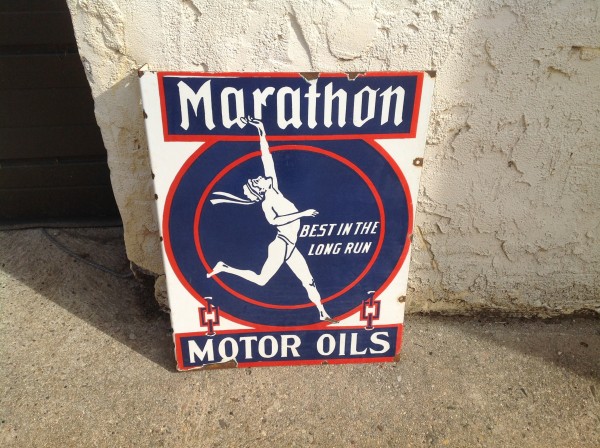 Marathon
BEST IN THE
LONG RUN
MOTOR OILS